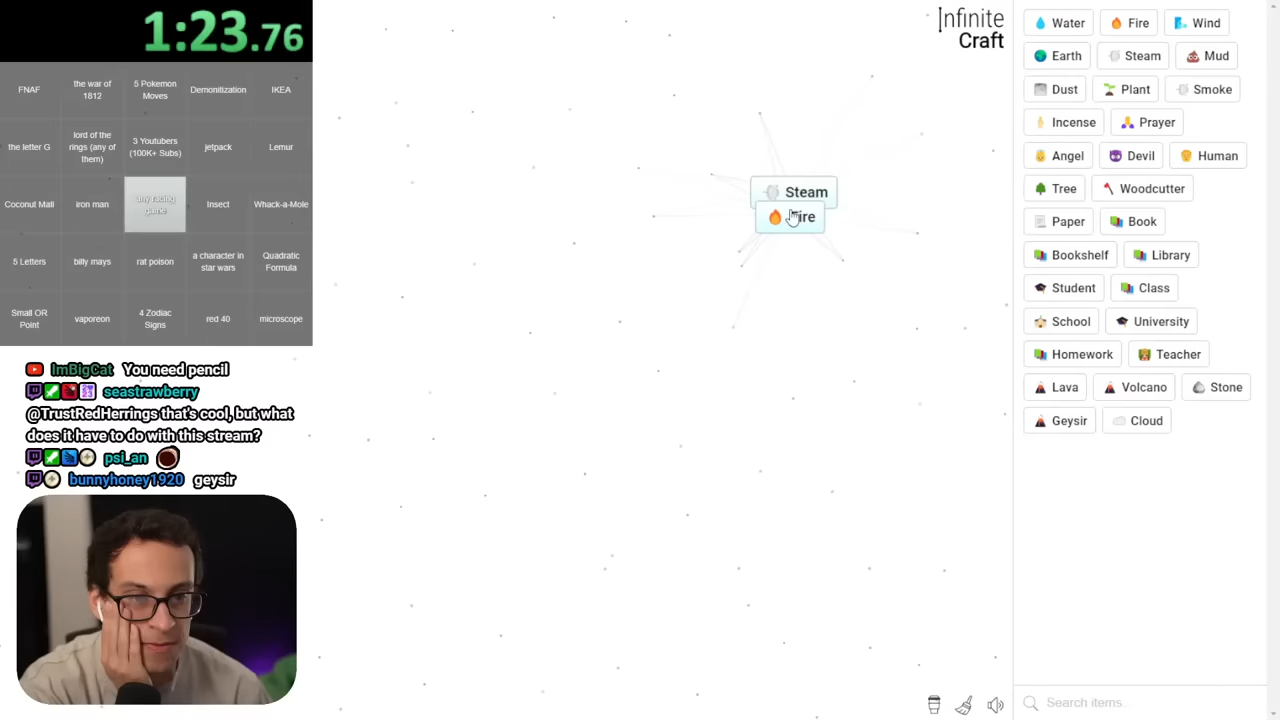 1:23.76
FNAF
the war of
1812
5 Pokemon
Moves
Demonitization
IKEA
the letter G
lord of the
rings (any of
them)
3 Youtubers
(100K+ Subs)
jetpack
Lemur
Coconut Mall
iron man
any racing
game
Insect
Whack-a-Mole
5 Letters
billy mays
rat poison
a character in
star wars
Quadratic
Formula
Small OR
Point
vaporeon
4 Zodiac
Signs
red 40
microscope
ImBigCat You need pencil
seastrawberry
@TrustRedHerrings that's cool, but what
does it have to do with this stream?
psi_an
bunnyhoney1920 geysir
Steam
Fire
Infinite
Craft
Water
Fire
Wind
Earth
Steam
Mud
Dust
Plant
Smoke
Incense
Prayer
Angel
Devil
Human
Tree
Woodcutter
Paper
Book
Bookshelf
Library
Student
Class
School
University
Homework
Teacher
Lava
Volcano
Stone
Geysir
Cloud
Search items...